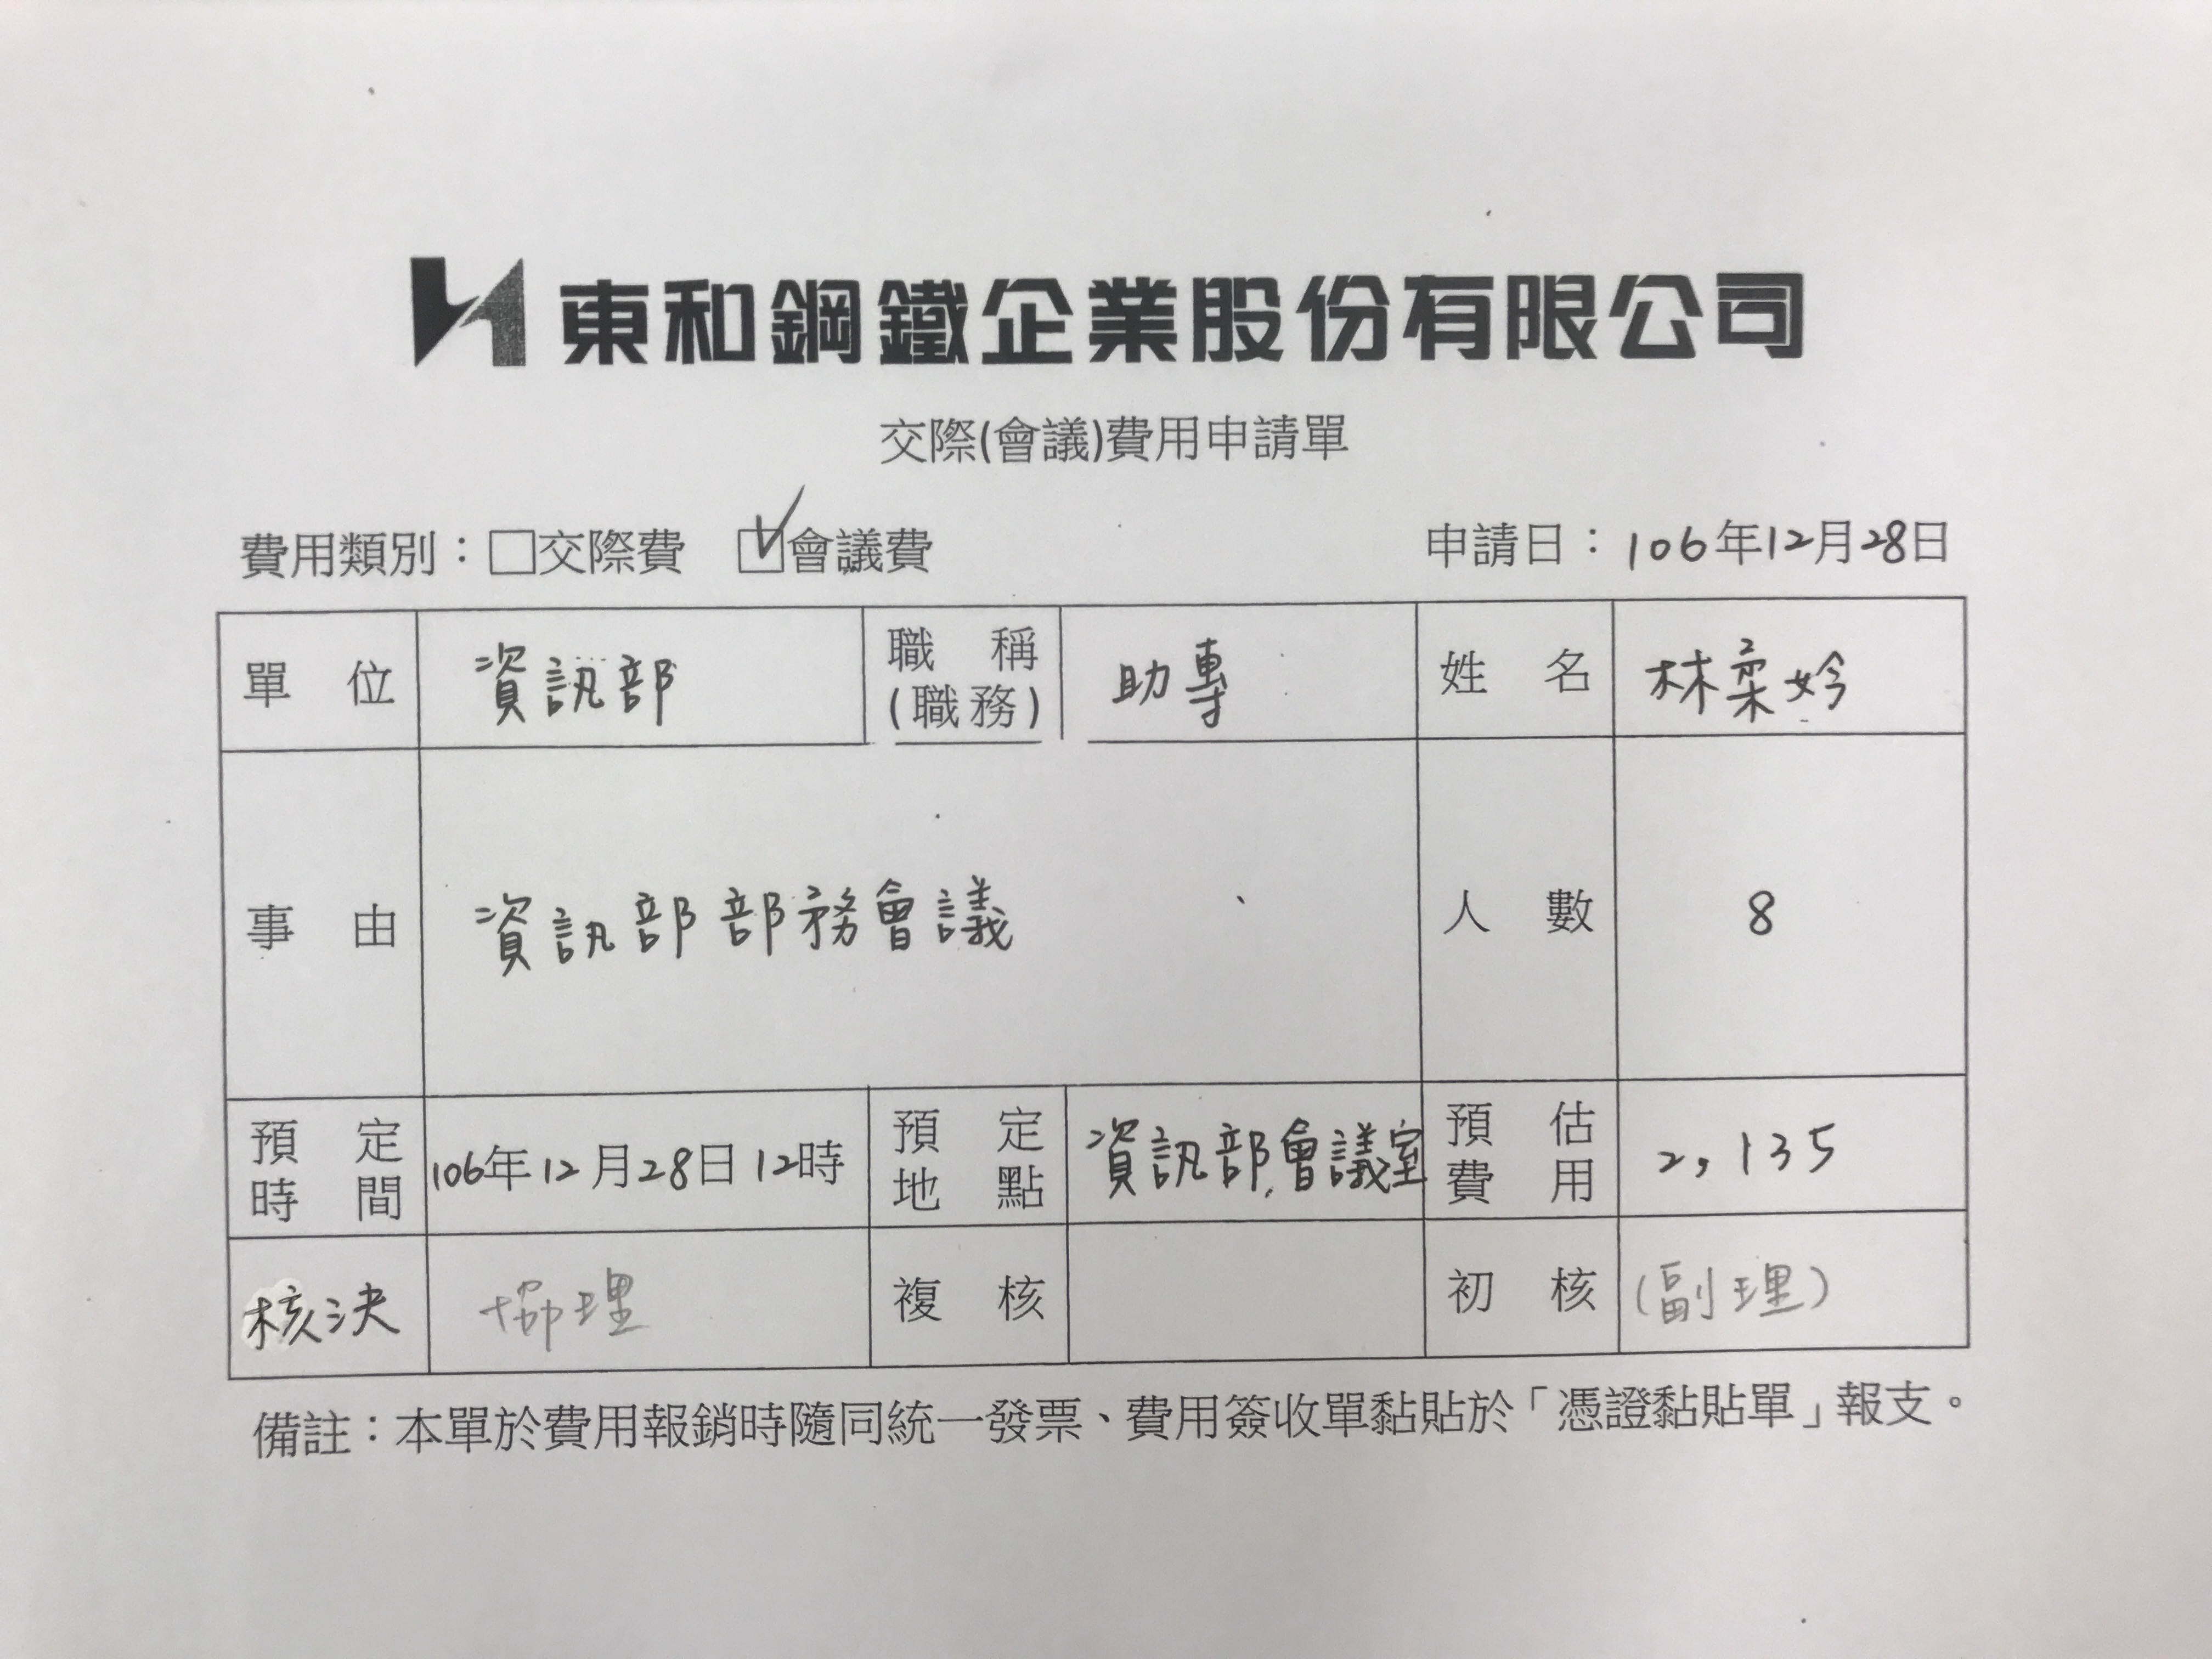 東和鋼鐵企業股份有限公司
交際(會議)費用申請單
費用類別：□交際費 ☑會議費 申請日：106年12月28日
單位 資訊部 職稱(職務) 助專 姓名 林柔妗
事由 資訊部部務會議 人數 8
預定時間 106年12月28日12時 預定地點 資訊部會議室 預估費用 2,135
核決 協理 複核 初核 (副理)
備註：本單於費用報銷時隨同統一發票、費用簽收單黏貼於「憑證黏貼單」報支。